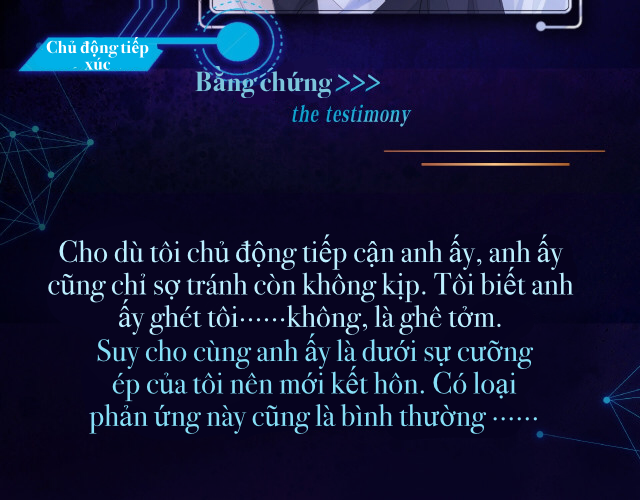 Chủ động tiếp
xúc
Bằng chứng >>>
the testimony
Cho dù tôi chủ động tiếp cận anh ấy, anh ấy
cũng chỉ sợ tránh còn không kịp. Tôi biết anh
ấy ghét tôi⋯⋯không, là ghê tởm.
Suy cho cùng anh ấy là dưới sự cưỡng
ép của tôi nên mới kết hôn. Có loại
phản ứng này cũng là bình thường ⋯⋯